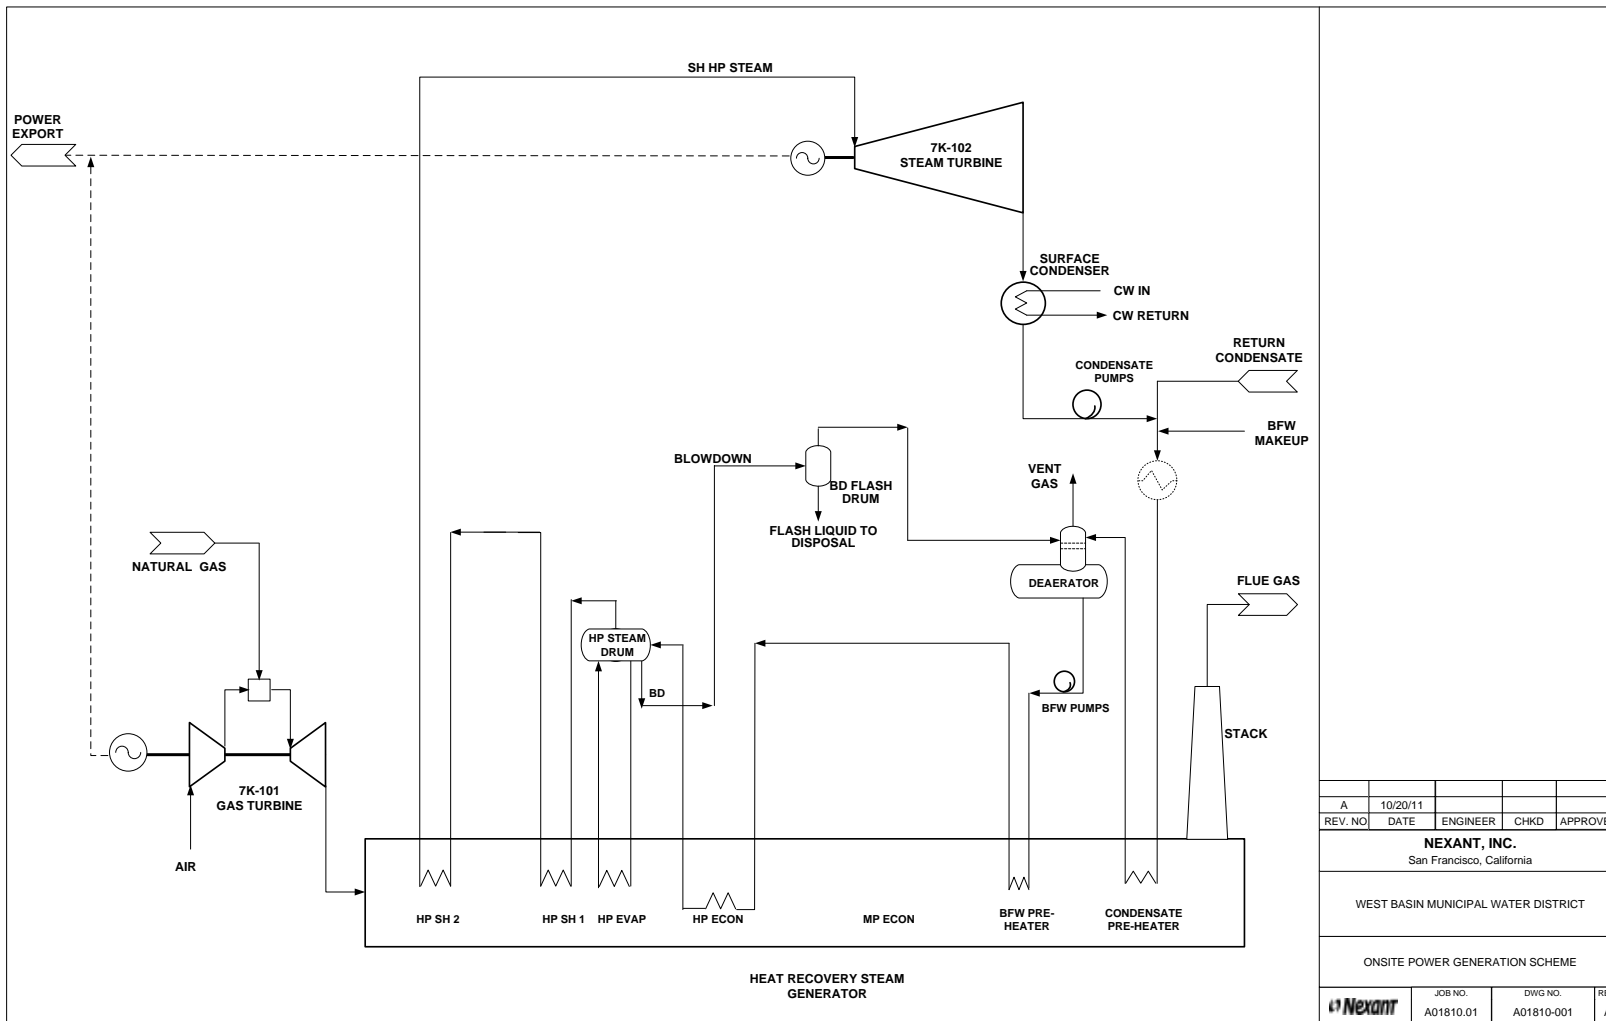 SH HP STEAM
POWER
EXPORT
7K-102
STEAM TURBINE
SURFACE
CONDENSER
CW IN
CW RETURN
RETURN
CONDENSATE
CONDENSATE
PUMPS
BFW
MAKEUP
BLOWDOWN
VENT
GAS
BD FLASH
DRUM
FLASH LIQUID TO
DISPOSAL
NATURAL GAS
DEAERATOR
FLUE GAS
HP STEAM
DRUM
BD
BFW PUMPS
STACK
7K-101
GAS TURBINE
AIR
HP SH 2
HP SH 1
HP EVAP
HP ECON
MP ECON
BFW PRE-
HEATER
CONDENSATE
PRE-HEATER
HEAT RECOVERY STEAM
GENERATOR
A 10/20/11
REV. NO DATE ENGINEER CHKD APPROVE
NEXANT, INC.
San Francisco, California
WEST BASIN MUNICIPAL WATER DISTRICT
ONSITE POWER GENERATION SCHEME
Nexant
JOB NO. DWG NO. RE
A01810.01 A01810-001